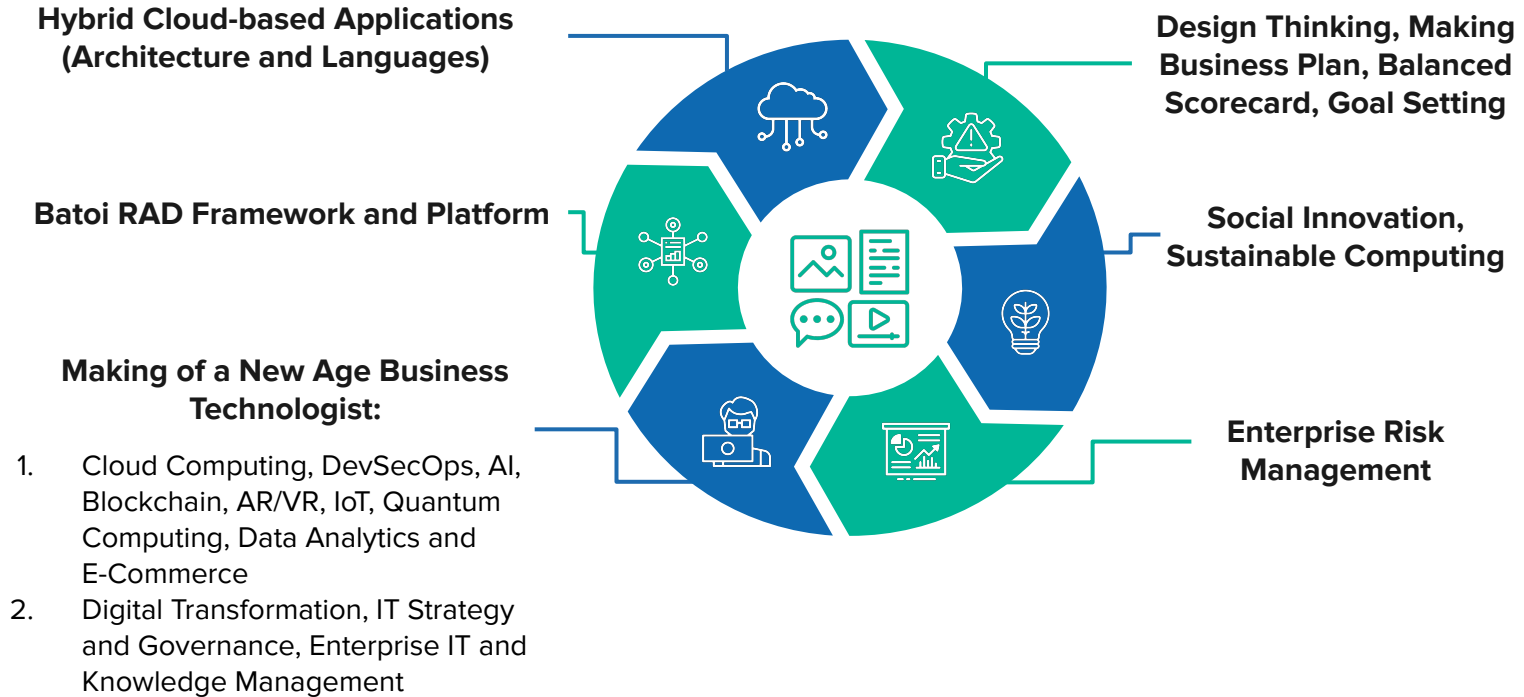 Hybrid Cloud-based Applications
(Architecture and Languages)
Batoi RAD Framework and Platform
Making of a New Age Business
Technologist:
1. Cloud Computing, DevSecOps, AI,
Blockchain, AR/VR, IoT, Quantum
Computing, Data Analytics and
E-Commerce
2. Digital Transformation, IT Strategy
and Governance, Enterprise IT and
Knowledge Management
Design Thinking, Making
Business Plan, Balanced
Scorecard, Goal Setting
Social Innovation,
Sustainable Computing
Enterprise Risk
Management